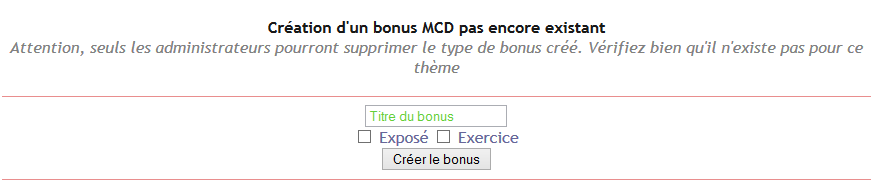 Création d'un bonus MCD pas encore existant
Attention, seuls les administrateurs pourront supprimer le type de bonus créé. Vérifiez bien qu'il n'existe pas pour ce
thème
Titre du bonus
Exposé Exercice
Créer le bonus